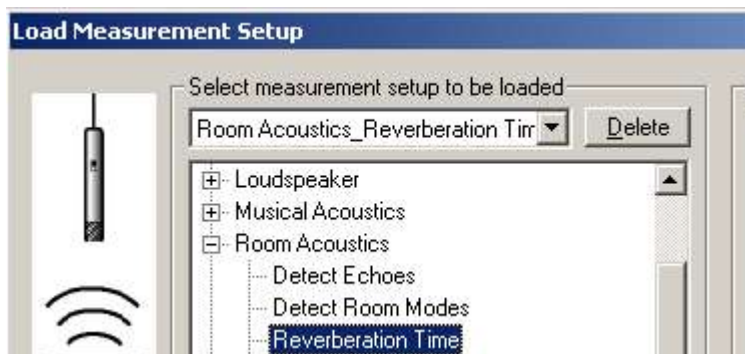 Load Measurement Setup
Select measurement setup to be loaded
Room Acoustics_Reverberation Tim
Delete
Loudspeaker
Musical Acoustics
Room Acoustics
Detect Echoes
Detect Room Modes
Reverberation Time